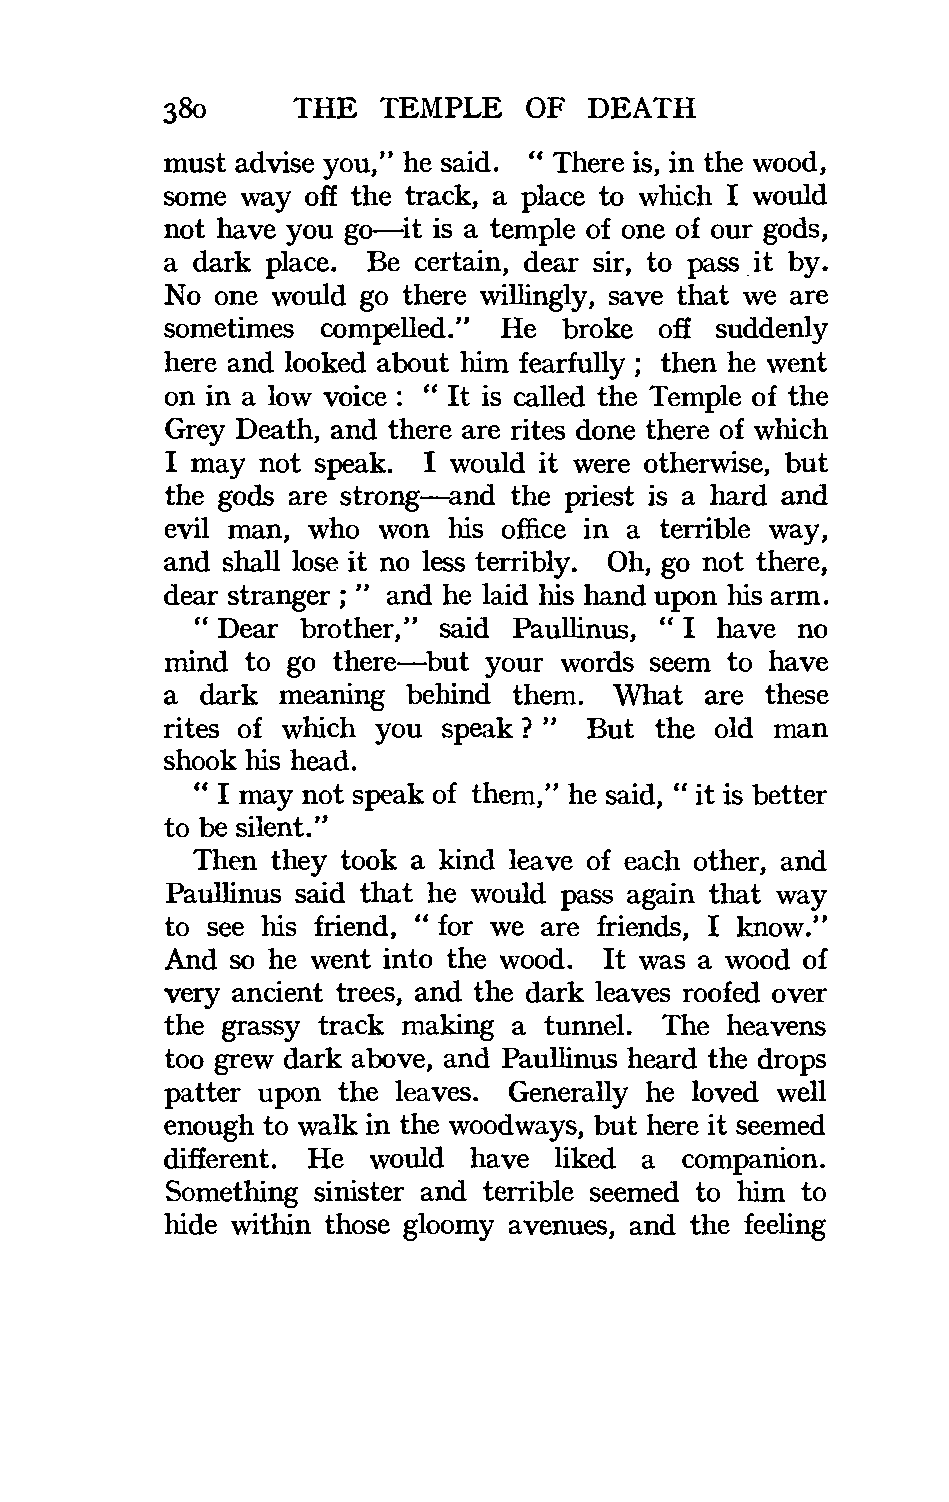 380 THE TEMPLE OF DEATH
must advise you,” he said. “ There is, in the wood,
some way off the track, a place to which I would
not have you go—it is a temple of one of our gods,
a dark place. Be certain, dear sir, to pass it by.
No one would go there willingly, save that we are
sometimes compelled.” He broke off suddenly
here and looked about him fearfully ; then he went
on in a low voice : “ It is called the Temple of the
Grey Death, and there are rites done there of which
I may not speak. I would it were otherwise, but
the gods are strong—and the priest is a hard and
evil man, who won his office in a terrible way,
and shall lose it no less terribly. Oh, go not there,
dear stranger ; ” and he laid his hand upon his arm.
“ Dear brother,” said Paullinus, “ I have no
mind to go there—but your words seem to have
a dark meaning behind them. What are these
rites of which you speak ? ” But the old man
shook his head.
“ I may not speak of them,” he said, “ it is better
to be silent.”
Then they took a kind leave of each other, and
Paullinus said that he would pass again that way
to see his friend, “ for we are friends, I know.”
And so he went into the wood. It was a wood of
very ancient trees, and the dark leaves roofed over
the grassy track making a tunnel. The heavens
too grew dark above, and Paullinus heard the drops
patter upon the leaves. Generally he loved well
enough to walk in the woodways, but here it seemed
different. He would have liked a companion.
Something sinister and terrible seemed to him to
hide within those gloomy avenues, and the feeling